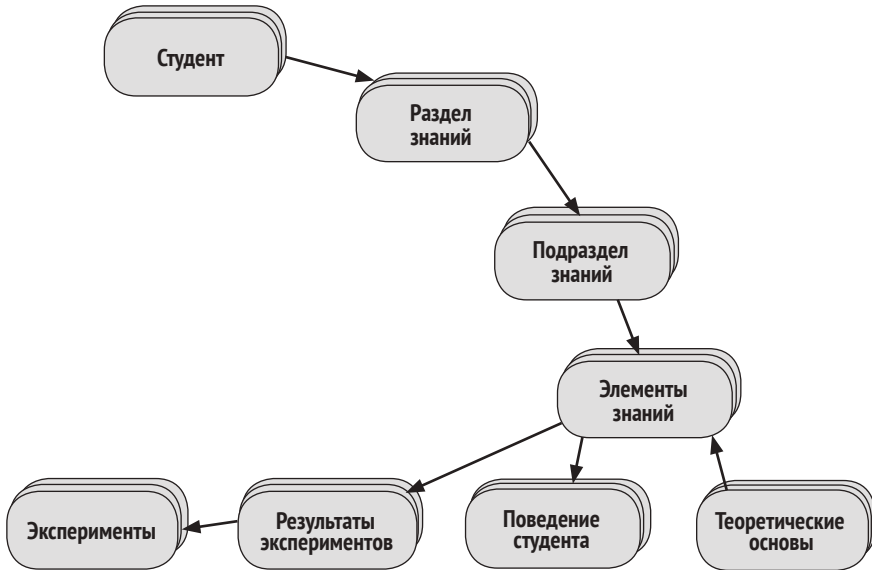 Студент
Раздел
знаний
Подраздел
знаний
Элементы
знаний
Эксперименты
Результаты
экспериментов
Поведение
студента
Теоретические
основы